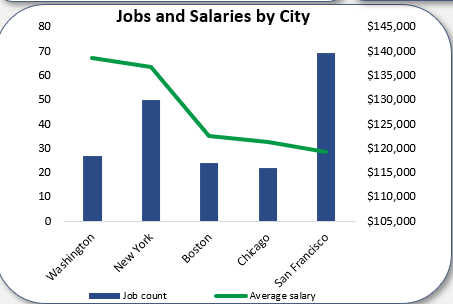 Jobs and Salaries by City
80
70
60
50
40
30
20
10
0
$145,000
$140,000
$135,000
$130,000
$125,000
$120,000
$115,000
$110,000
$105,000
Washington
New York
Boston
Chicago
San Francisco
Job count
Average salary